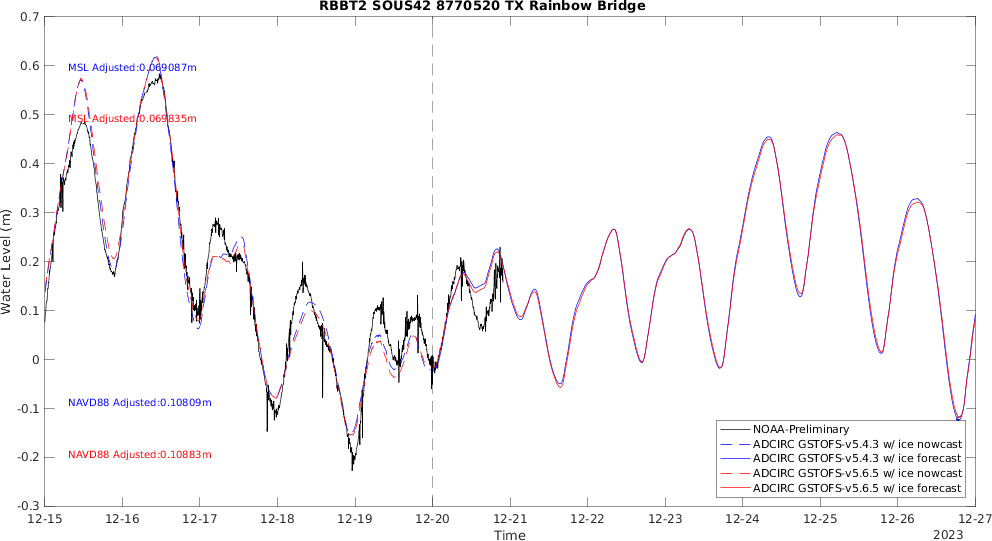 RBBT2 SOUS42 8770520 TX Rainbow Bridge
0.7
0.6
0.5
0.4
0.3
0.2
0.1
0
-0.1
-0.2
-0.3
Water Level (m)
MSL Adjusted:0.069087m
MSL Adjusted:0.069835m
NAVD88 Adjusted:0.10809m
NAVD88 Adjusted:0.10883m
NOAA-Preliminary
ADCIRC GSTOFS-v5.4.3 w/ ice nowcast
ADCIRC GSTOFS-v5.4.3 w/ ice forecast
ADCIRC GSTOFS-v5.6.5 w/ ice nowcast
ADCIRC GSTOFS-v5.6.5 w/ ice forecast
12-15 12-16 12-17 12-18 12-19 12-20 12-21 12-22 12-23 12-24 12-25 12-26 12-27
Time
2023